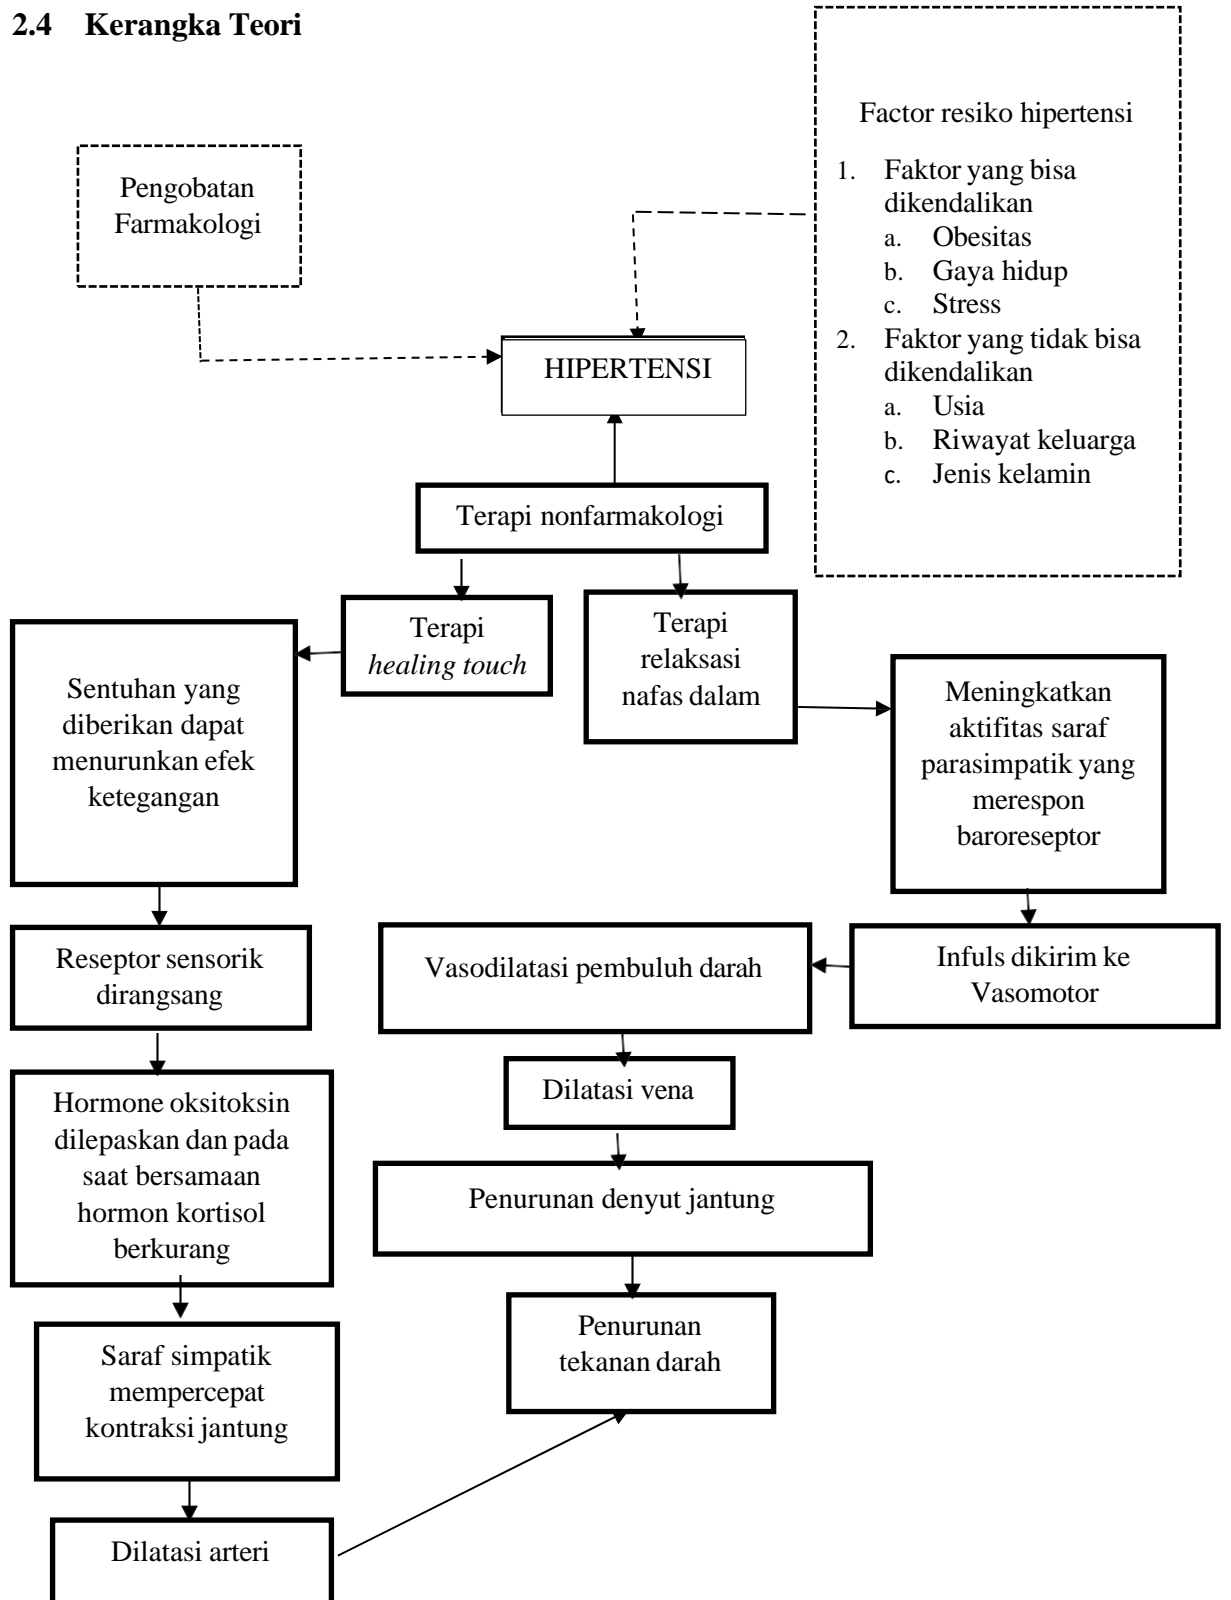 2.4 Kerangka Teori
Factor resiko hipertensi
1. Faktor yang bisa
dikendalikan
a. Obesitas
b. Gaya hidup
c. Stress
2. Faktor yang tidak bisa
dikendalikan
a. Usia
b. Riwayat keluarga
c. Jenis kelamin
Pengobatan
Farmakologi
HIPERTENSI
Terapi nonfarmakologi
Terapi
healing touch
Terapi
relaksasi
nafas dalam
Sentuhan yang
diberikan dapat
menurunkan efek
ketegangan
Meningkatkan
aktifitas saraf
parasimpatik yang
merespon
baroreseptor
Reseptor sensorik
dirangsang
Vasodilatasi pembuluh darah
Infuls dikirim ke
Vasomotor
Dilatasi vena
Hormone oksitoksin
dilepaskan dan pada
saat bersamaan
hormon kortisol
berkurang
Penurunan denyut jantung
Penurunan
tekanan darah
Saraf simpatik
mempercepat
kontraksi jantung
Dilatasi arteri